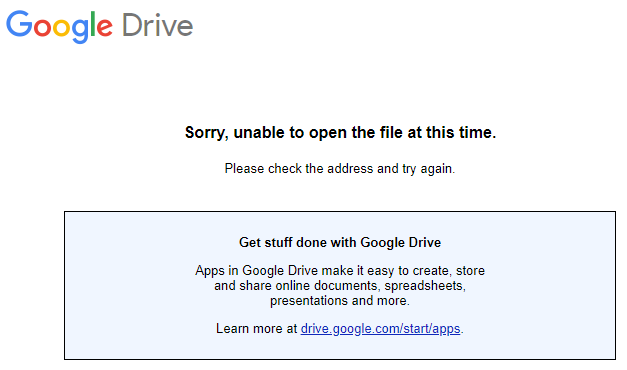 Google Drive
Sorry, unable to open the file at this time.
Please check the address and try again.
Get stuff done with Google Drive
Apps in Google Drive make it easy to create, store
and share online documents, spreadsheets,
presentations and more.
Learn more at drive.google.com/start/apps.